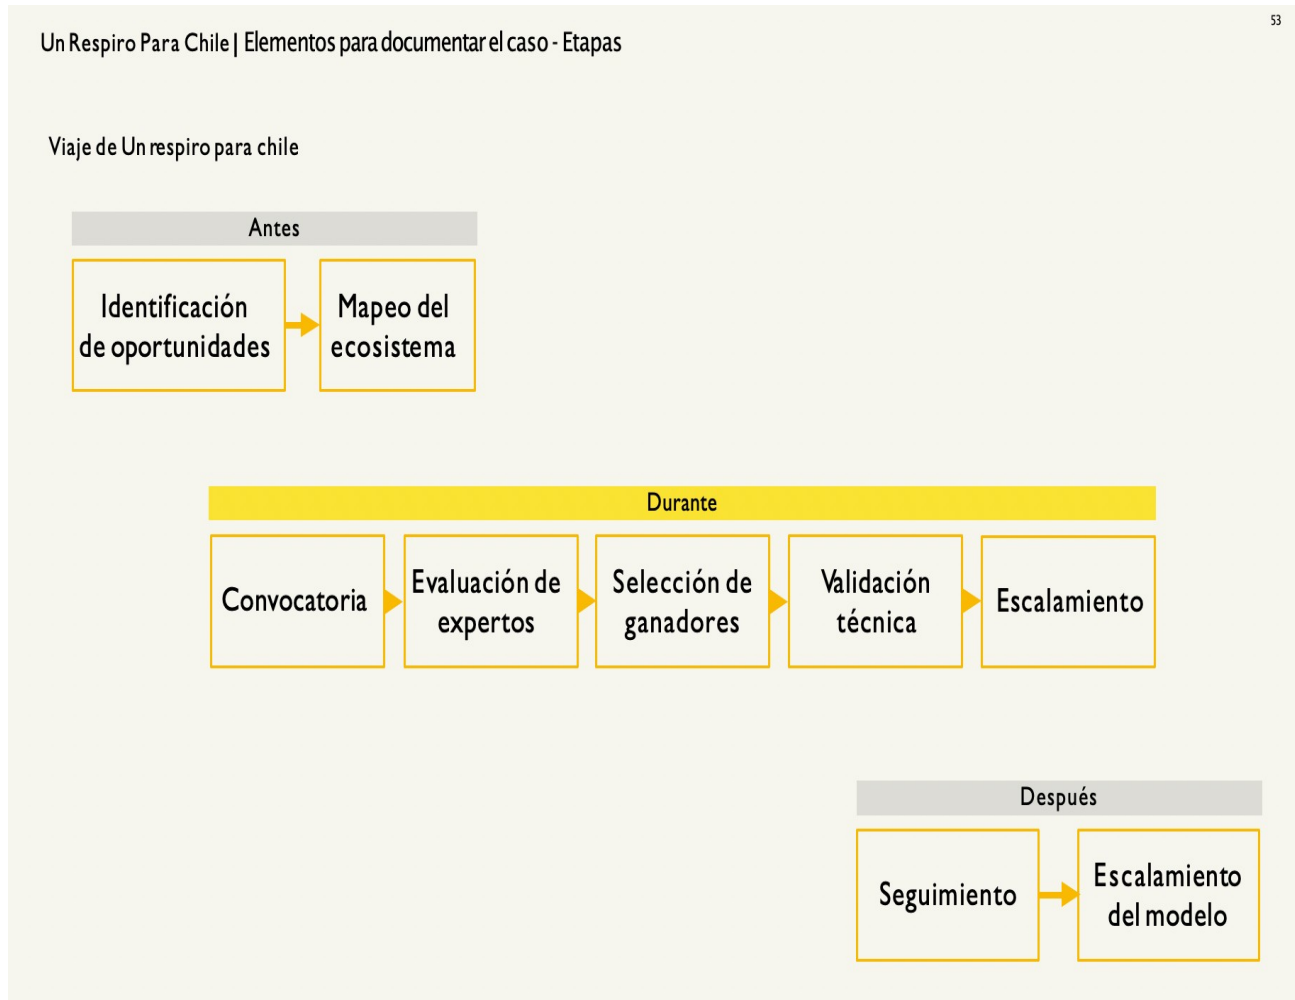 53
Un Respiro Para Chile | Elementos para documentar el caso - Etapas
Viaje de Un respiro para chile
Antes
Identificación
de oportunidades
Mapeo del
ecosistema
Durante
Convocatoria
Evaluación de
expertos
Selección de
ganadores
Validación
técnica
Escalamiento
Después
Seguimiento
Escalamiento
del modelo